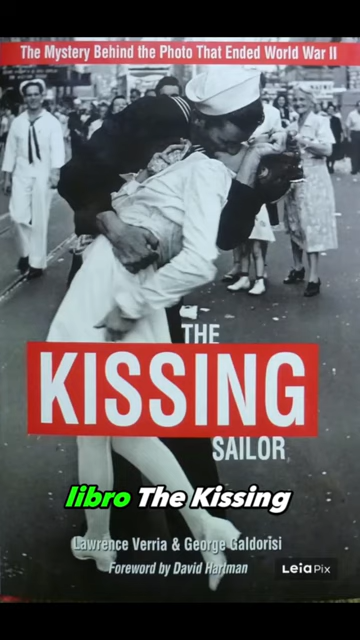 The Mystery Behind the Photo That Ended World War II
THE
KISSING
SAILOR
libro The Kissing
Lawrence Verria & George Galdorisi
Foreword by David Hartman
LeiaPix